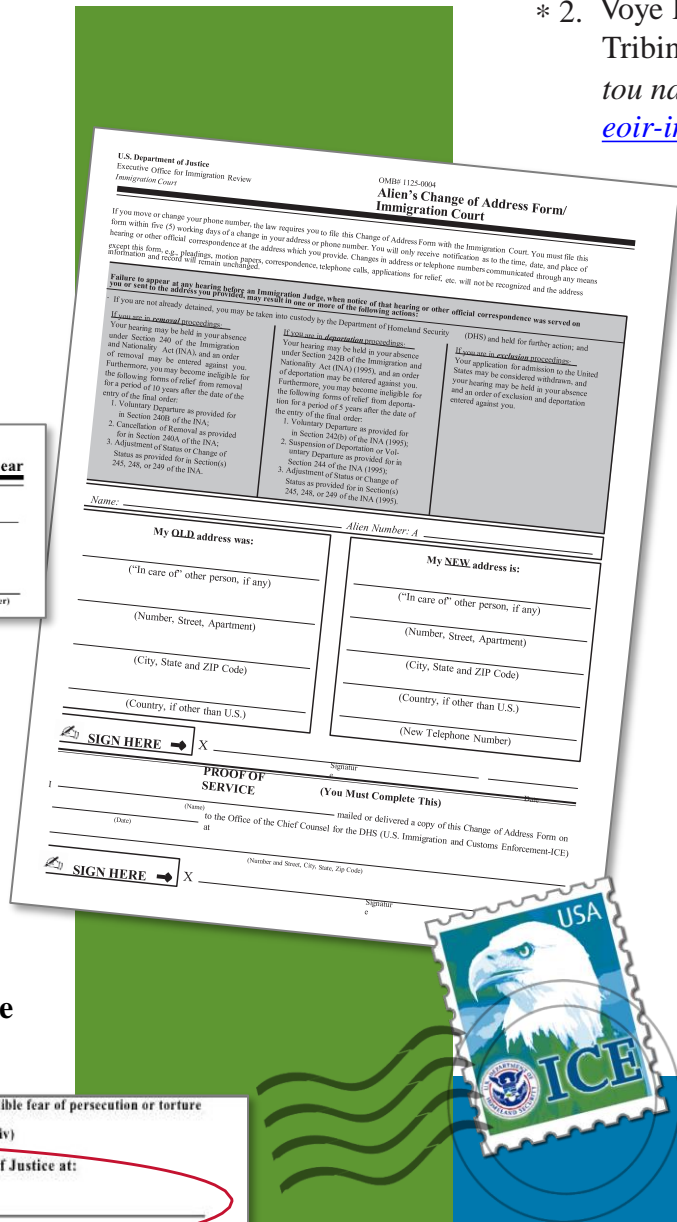 * 2. Voye
Tribin
tou na
eoir-in
U.S. Department of Justice
Executive Office for Immigration Review
Immigration Court
OMB# 1125-0004
Alien's Change of Address Form/
Immigration Court
If you move or change your phone number, the law requires you to file this Change of Address Form with the Immigration Court. You must file this
form within five (5) working days of a change in your address or phone number. You will only receive notification as to the time, date, and place of
hearing or other official correspondence at the address which you provide. Changes in address or telephone numbers communicated through any means
except this form, e.g., pleadings, motion papers, correspondence, telephone calls, applications for relief, etc. will not be recognized and the address
information and record will remain unchanged.
Failure to appear at any hearing before an Immigration Judge, when notice of that hearing or other official correspondence was served on
you or sent to the address you provided, may result in one or more of the following actions:
· If you are not already detained, you may be taken into custody by the Department of Homeland Security (DHS) and held for further action; and
If you are in removal proceedings:
Your hearing may be held in your absence
under Section 240 of the Immigration
and Nationality Act (INA), and an order
of removal may be entered against you.
Furthermore, you may become ineligible for
the following forms of relief from removal
for a period of 10 years after the date of the
entry of the final order:
1. Voluntary Departure as provided for
in Section 240B of the INA;
2. Cancellation of Removal as provided
for in Section 240A of the INA;
3. Adjustment of Status or Change of
Status as provided for in Section(s)
245, 248, or 249 of the INA.
If you are in deportation proceedings:
Your hearing may be held in your absence
under Section 242B of the Immigration and
Nationality Act (INA) (1995), and an order
of deportation may be entered against you.
Furthermore, you may become ineligible for
the following forms of relief from deporta-
tion for a period of 5 years after the date of
the entry of the final order:
1. Voluntary Departure as provided for
in Section 242(b) of the INA (1995);
2. Suspension of Deportation or Vol-
untary Departure as provided for in
Section 244 of the INA (1995);
3. Adjustment of Status or Change of
Status as provided for in Section(s)
245, 248, or 249 of the INA (1995).
If you are in exclusion proceedings:
Your application for admission to the United
States may be considered withdrawn, and
your hearing may be held in your absence
and an order of exclusion and deportation
entered against you.
ear
er)
Name:
Alien Number: A
My OLD address was:
("In care of" other person, if any)
(Number, Street, Apartment)
(City, State and ZIP Code)
(Country, if other than U.S.)
My NEW address is:
("In care of" other person, if any)
(Number, Street, Apartment)
(City, State and ZIP Code)
(Country, if other than U.S.)
(New Telephone Number)
SIGN HERE X
Signatur
e
Date
PROOF OF
SERVICE
(You Must Complete This)
I
(Name)
mailed or delivered a copy of this Change of Address Form on
(Date)
to the Office of the Chief Counsel for the DHS (U.S. Immigration and Customs Enforcement-ICE)
at
(Number and Street, City, State, Zip Code)
SIGN HERE X
Signatur
e
USA
ICE
U.S. DEPARTMENT OF
HOMELAND SECURITY
e
ible fear of persecution or torture
iv)
f Justice at: